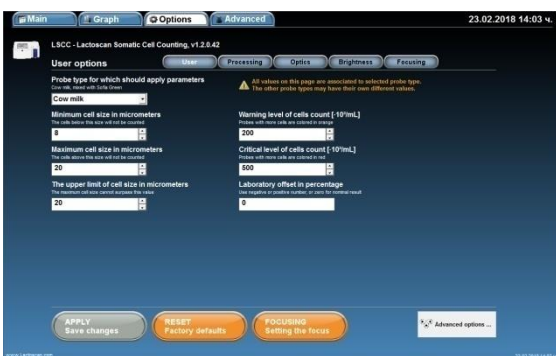 Main Graph Options Advanced 23.02.2018 14:03 ч.
LSCC - Lactoscan Somatic Cell Counting, v1.2.0.42
User options User Processing Optics Brightness Focusing
Probe type for which should apply parameters
Cow milk, mixed with Sofia Green
Cow milk
All values on this page are associated to selected probe type.
The other probe types may have their own different values.
Minimum cell size in micrometers
The cells below this size will not be counted
8
Warning level of cells count [·10³/mL]
Probes with more cells are colored in orange
200
Maximum cell size in micrometers
The cells above this size will not be counted
20
Critical level of cells count [·10³/mL]
Probes with more cells are colored in red
500
The upper limit of cell size in micrometers
The maximum cell size cannot surpass this value
20
Laboratory offset in percentage
Use negative or positive number, or zero for nominal result
0
APPLY
Save changes
RESET
Factory defaults
FOCUSING
Setting the focus
Advanced options ...